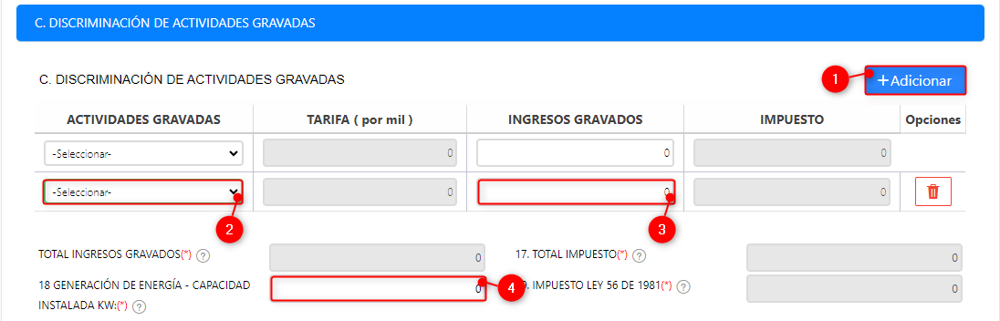 C. DISCRIMINACIÓN DE ACTIVIDADES GRAVADAS
C. DISCRIMINACIÓN DE ACTIVIDADES GRAVADAS
1
+Adicionar
ACTIVIDADES GRAVADAS TARIFA ( por mil ) INGRESOS GRAVADOS IMPUESTO Opciones
-Seleccionar- 0 0 0
-Seleccionar- 0 0 0
2 3
TOTAL INGRESOS GRAVADOS(*) ? 0 17. TOTAL IMPUESTO(*) ? 0
18 GENERACIÓN DE ENERGÍA - CAPACIDAD
INSTALADA KW:(*) ? 0 4 . IMPUESTO LEY 56 DE 1981(*) ? 0